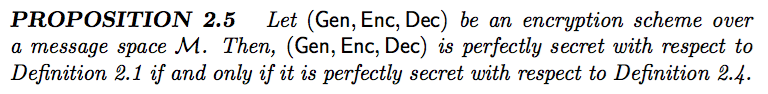 PROPOSITION 2.5 Let (Gen, Enc, Dec) be an encryption scheme over
a message space M. Then, (Gen, Enc, Dec) is perfectly secret with respect to
Definition 2.1 if and only if it is perfectly secret with respect to Definition 2.4.